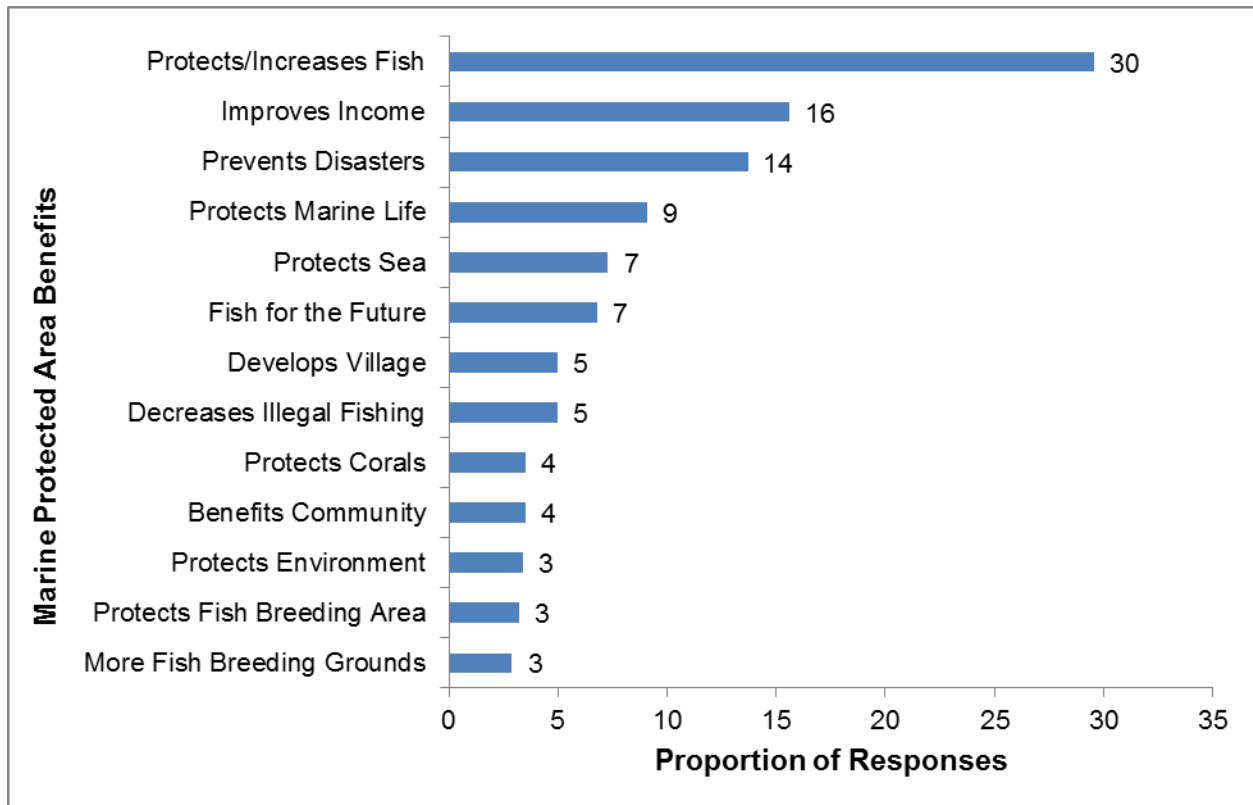 Marine Protected Area Benefits
Protects/Increases Fish 30
Improves Income 16
Prevents Disasters 14
Protects Marine Life 9
Protects Sea 7
Fish for the Future 7
Develops Village 5
Decreases Illegal Fishing 5
Protects Corals 4
Benefits Community 4
Protects Environment 3
Protects Fish Breeding Area 3
More Fish Breeding Grounds 3
0 5 10 15 20 25 30 35
Proportion of Responses